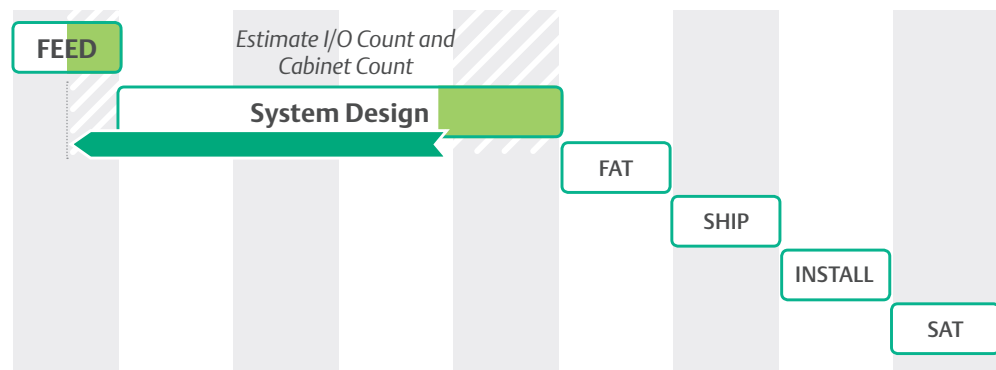 FEED
Estimate I/O Count and
Cabinet Count
System Design
FAT
SHIP
INSTALL
SAT